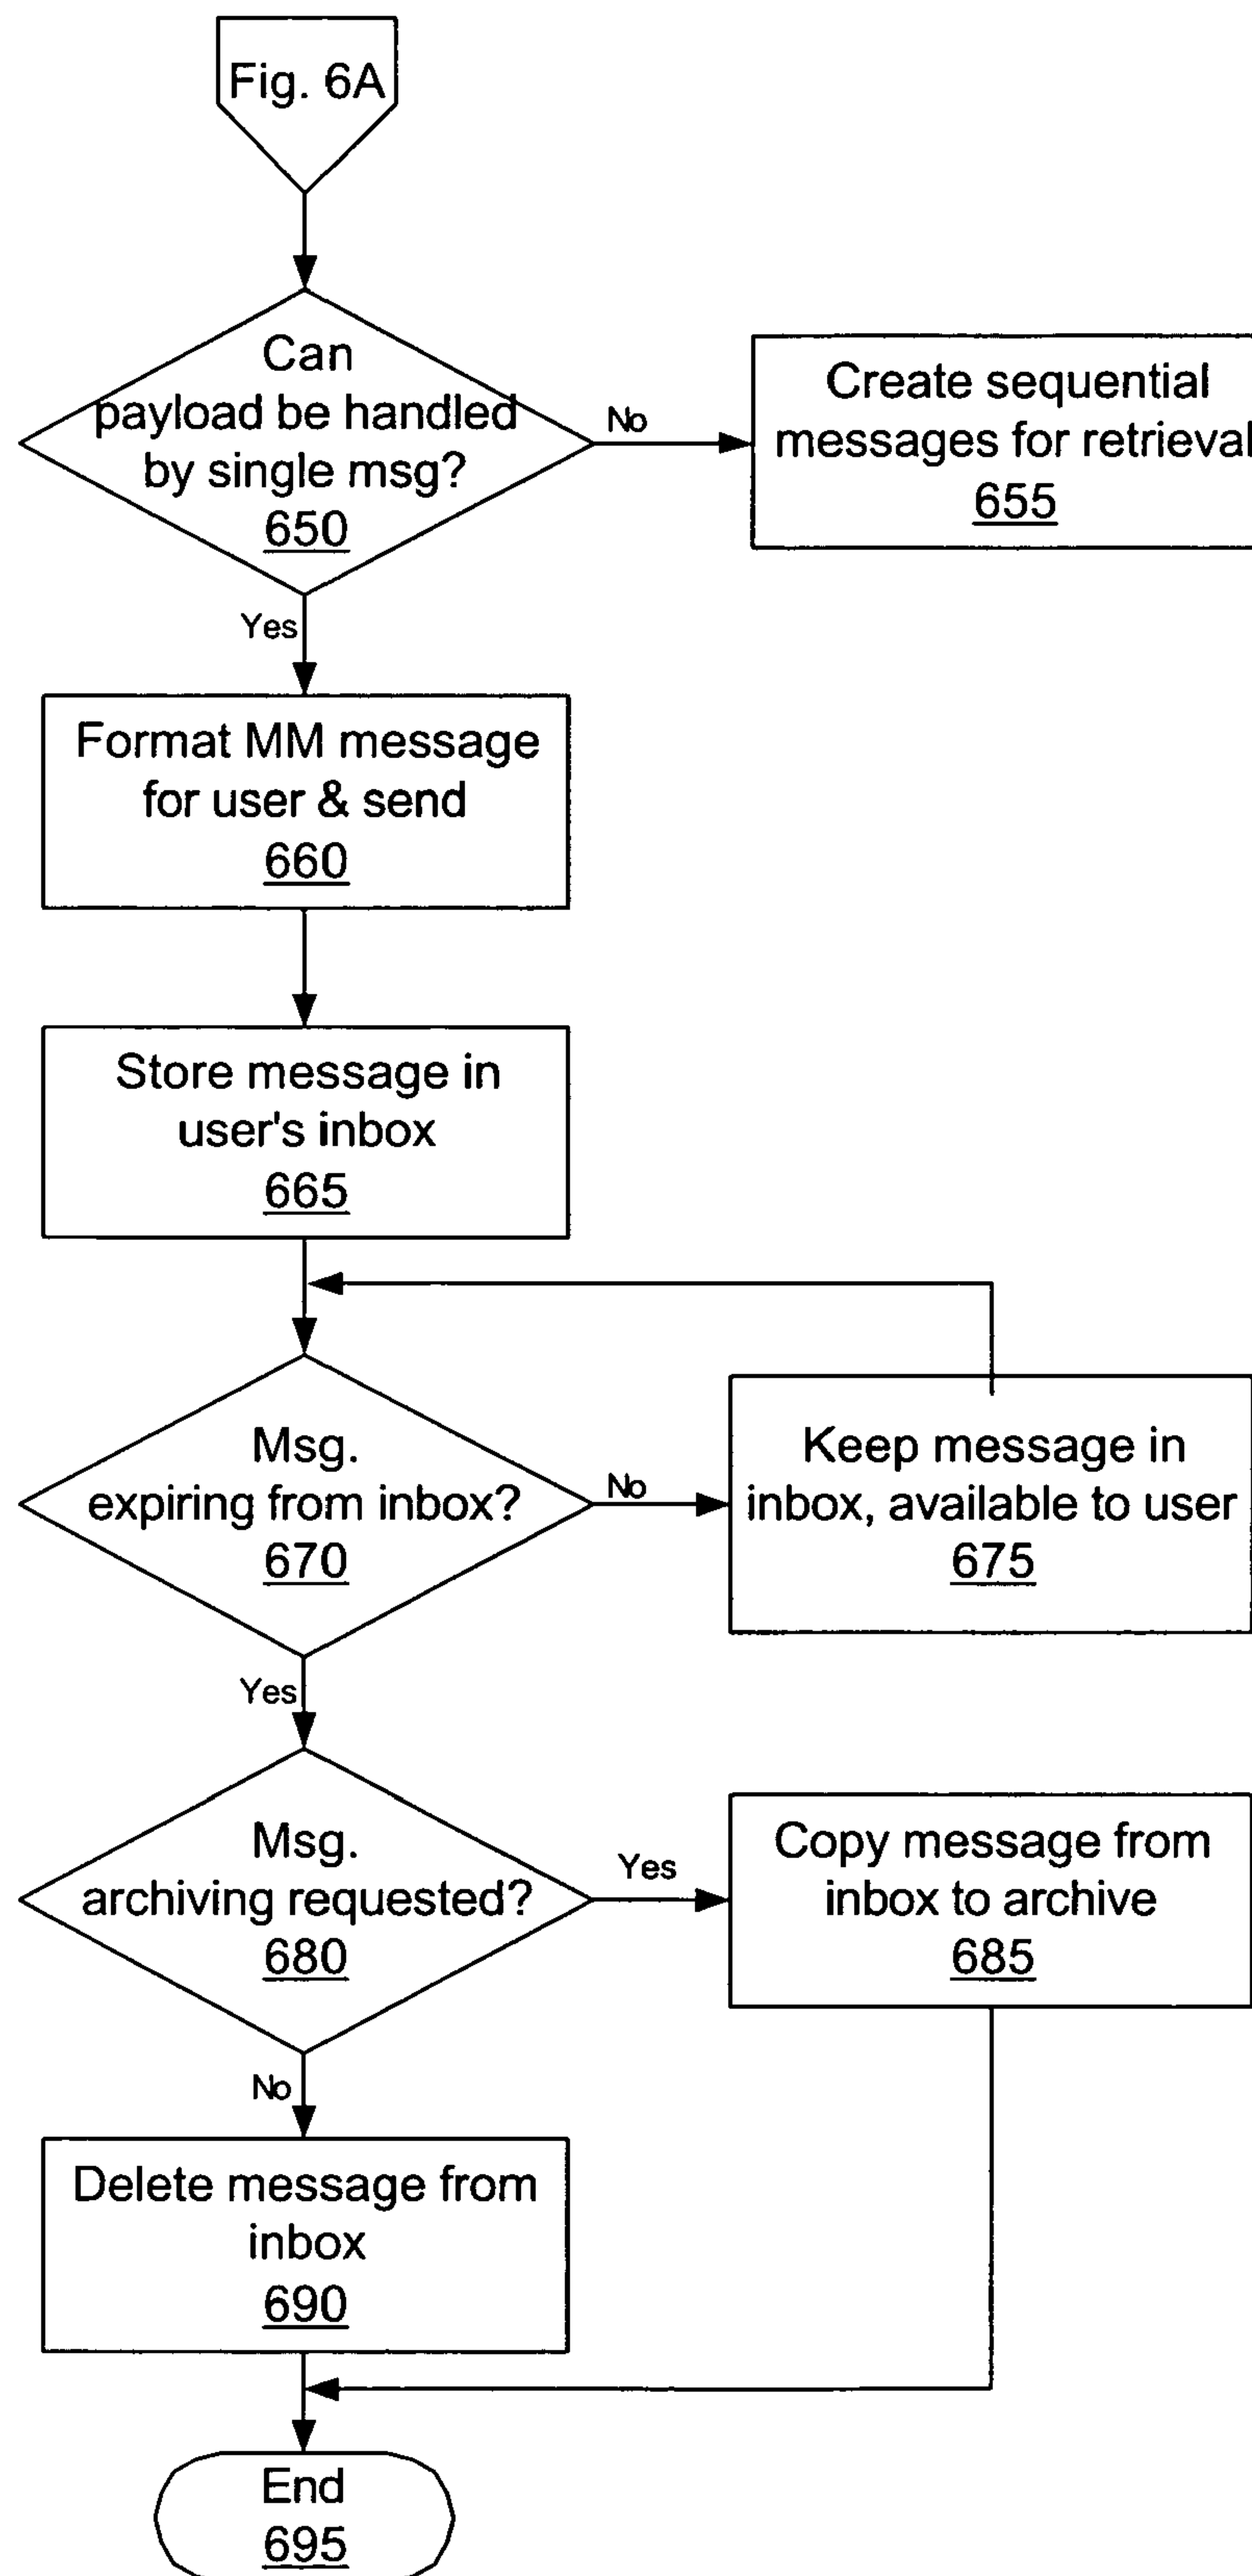 Fig. 6A
Can
payload be handled
by single msg?
650
No
Create sequential
messages for retrieval
655
Yes
Format MM message
for user & send
660
Store message in
user's inbox
665
Msg.
expiring from inbox?
670
No
Keep message in
inbox, available to user
675
Yes
Msg.
archiving requested?
680
Yes
Copy message from
inbox to archive
685
No
Delete message from
inbox
690
End
695